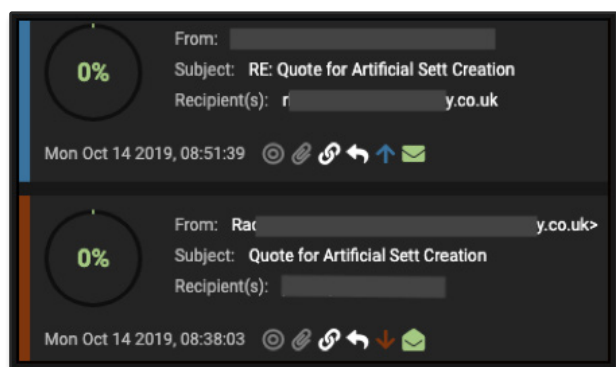 From:
0%
Subject: RE: Quote for Artificial Sett Creation
Recipient(s): r y.co.uk
Mon Oct 14 2019, 08:51:39
From: Rac y.co.uk>
0%
Subject: Quote for Artificial Sett Creation
Recipient(s):
Mon Oct 14 2019, 08:38:03